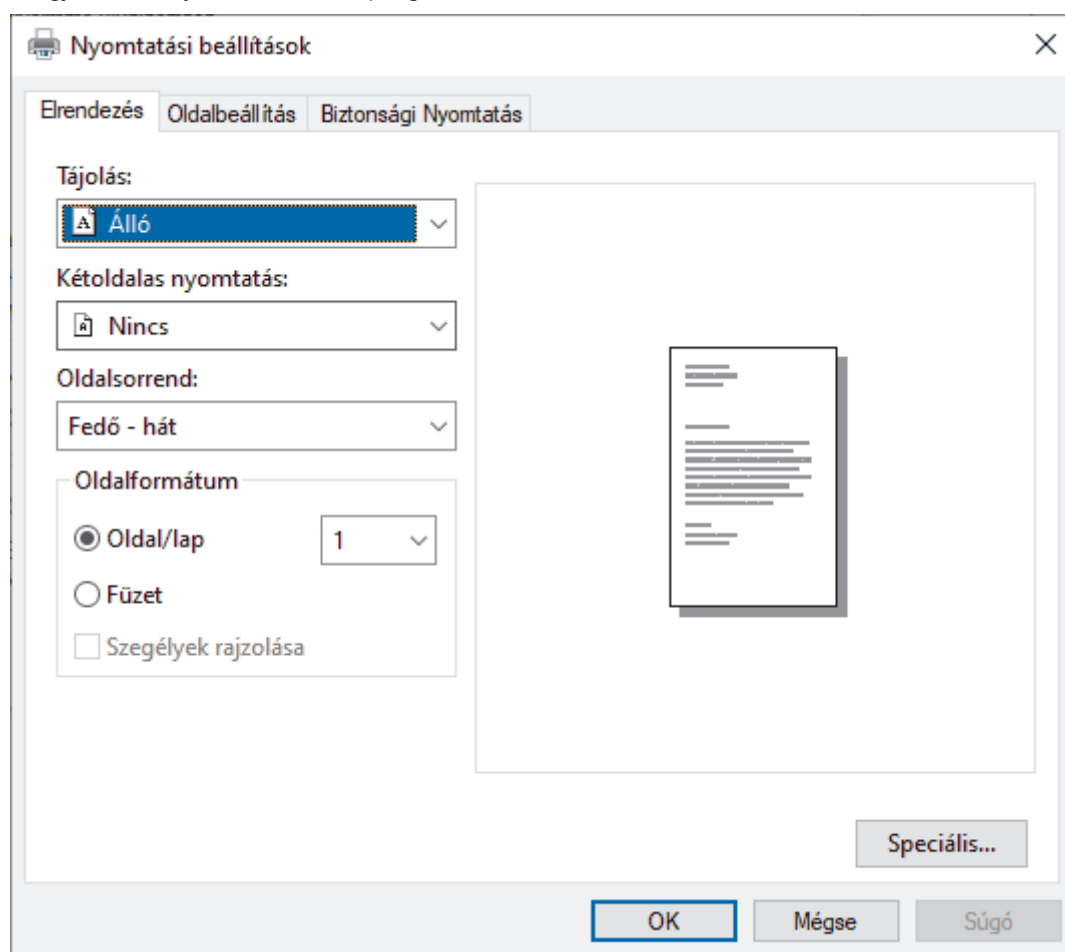 Nyomtatási beállítások
Elrendezés Oldalbeállítás Biztonsági Nyomtatás
Tájolás:
Álló
Kétoldalas nyomtatás:
Nincs
Oldalsorrend:
Fedő - hát
Oldalformátum
Oldal/lap 1
Füzet
Szegélyek rajzolása
Speciális...
OK Mégse Súgó